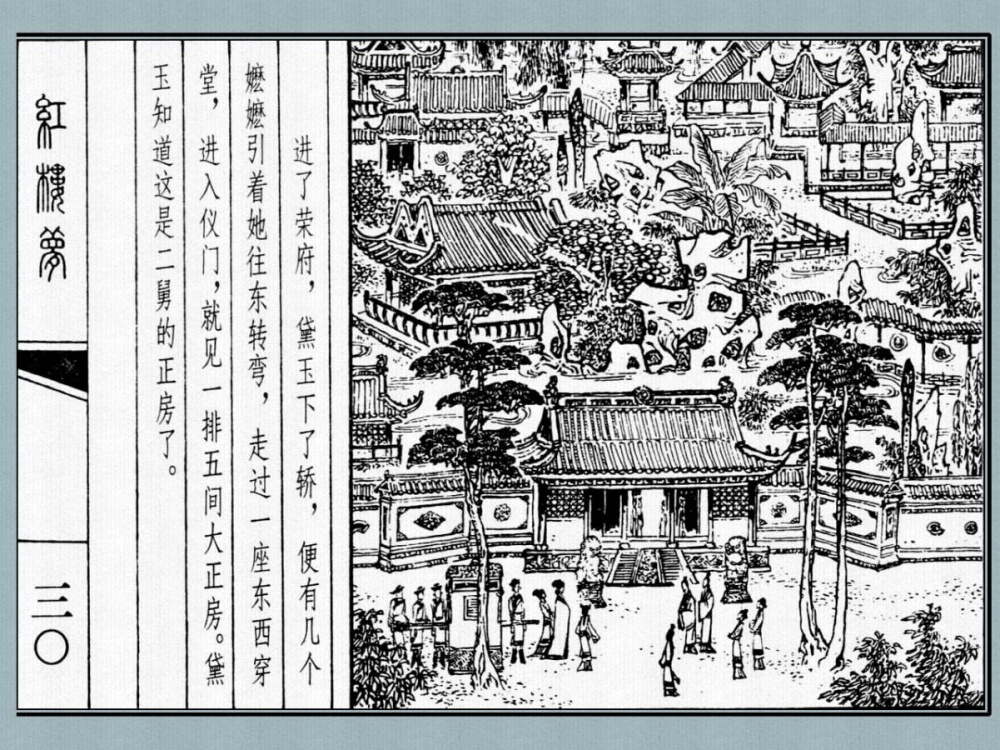 进了荣府，黛玉下了轿，便有几个
嬷嬷引着她往东转弯，走过一座东西穿
堂，进入仪门，就见一排五间大正房。黛
玉知道这是二舅的正房了。
紅樓夢
三〇